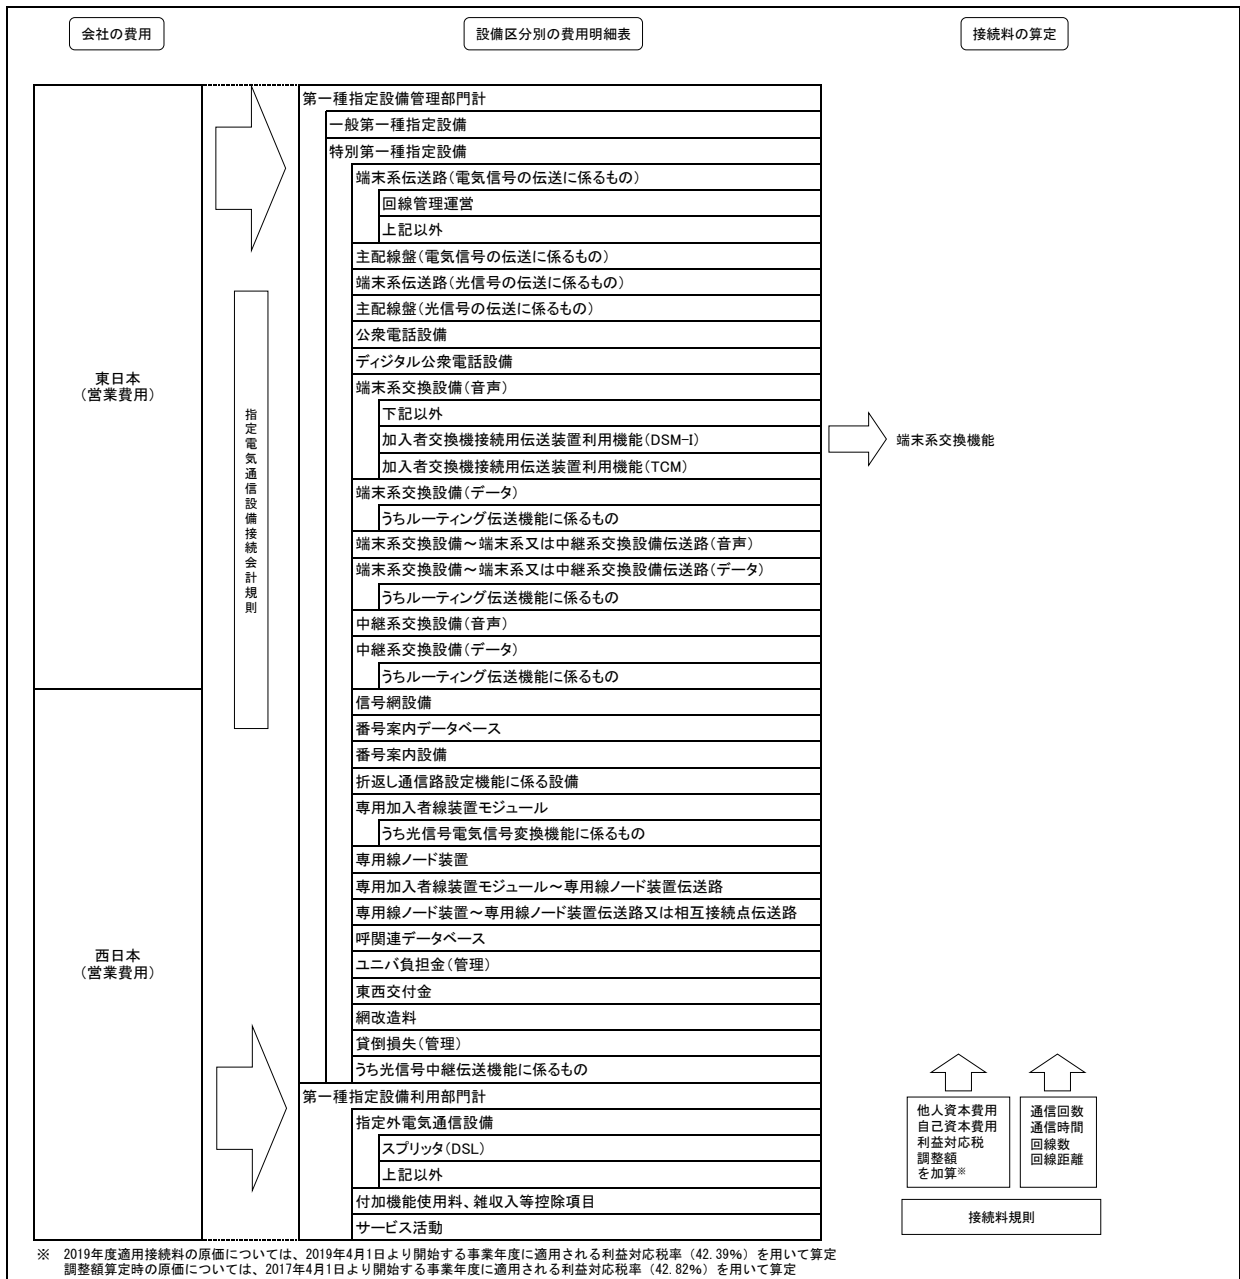 会社の費用
設備区分別の費用明細表
接続料の算定
東日本
(営業費用)
西日本
(営業費用)
指定電気通信設備接続会計規則
第一種指定設備管理部門計
一般第一種指定設備
特別第一種指定設備
端末系伝送路(電気信号の伝送に係るもの)
回線管理運営
上記以外
主配線盤(電気信号の伝送に係るもの)
端末系伝送路(光信号の伝送に係るもの)
主配線盤(光信号の伝送に係るもの)
公衆電話設備
ディジタル公衆電話設備
端末系交換設備(音声)
下記以外
加入者交換機接続用伝送装置利用機能(DSM-I)
加入者交換機接続用伝送装置利用機能(TCM)
端末系交換設備(データ)
うちルーティング伝送機能に係るもの
端末系交換設備~端末系又は中継系交換設備伝送路(音声)
端末系交換設備~端末系又は中継系交換設備伝送路(データ)
うちルーティング伝送機能に係るもの
中継系交換設備(音声)
中継系交換設備(データ)
うちルーティング伝送機能に係るもの
信号網設備
番号案内データベース
番号案内設備
折返し通信路設定機能に係る設備
専用加入者線装置モジュール
うち光信号電気信号変換機能に係るもの
専用線ノード装置
専用加入者線装置モジュール~専用線ノード装置伝送路
専用線ノード装置~専用線ノード装置伝送路又は相互接続点伝送路
呼関連データベース
ユニバ負担金(管理)
東西交付金
網改造料
貸倒損失(管理)
うち光信号中継伝送機能に係るもの
第一種指定設備利用部門計
指定外電気通信設備
スプリッタ(DSL)
上記以外
付加機能使用料、雑収入等控除項目
サービス活動
端末系交換機能
他人資本費用
自己資本費用
利益対応税
調整額
を加算※
通信回数
通信時間
回線数
回線距離
接続料規則
※ 2019年度適用接続料の原価については、2019年4月1日より開始する事業年度に適用される利益対応税率(42.39%)を用いて算定
調整額算定時の原価については、2017年4月1日より開始する事業年度に適用される利益対応税率(42.82%)を用いて算定